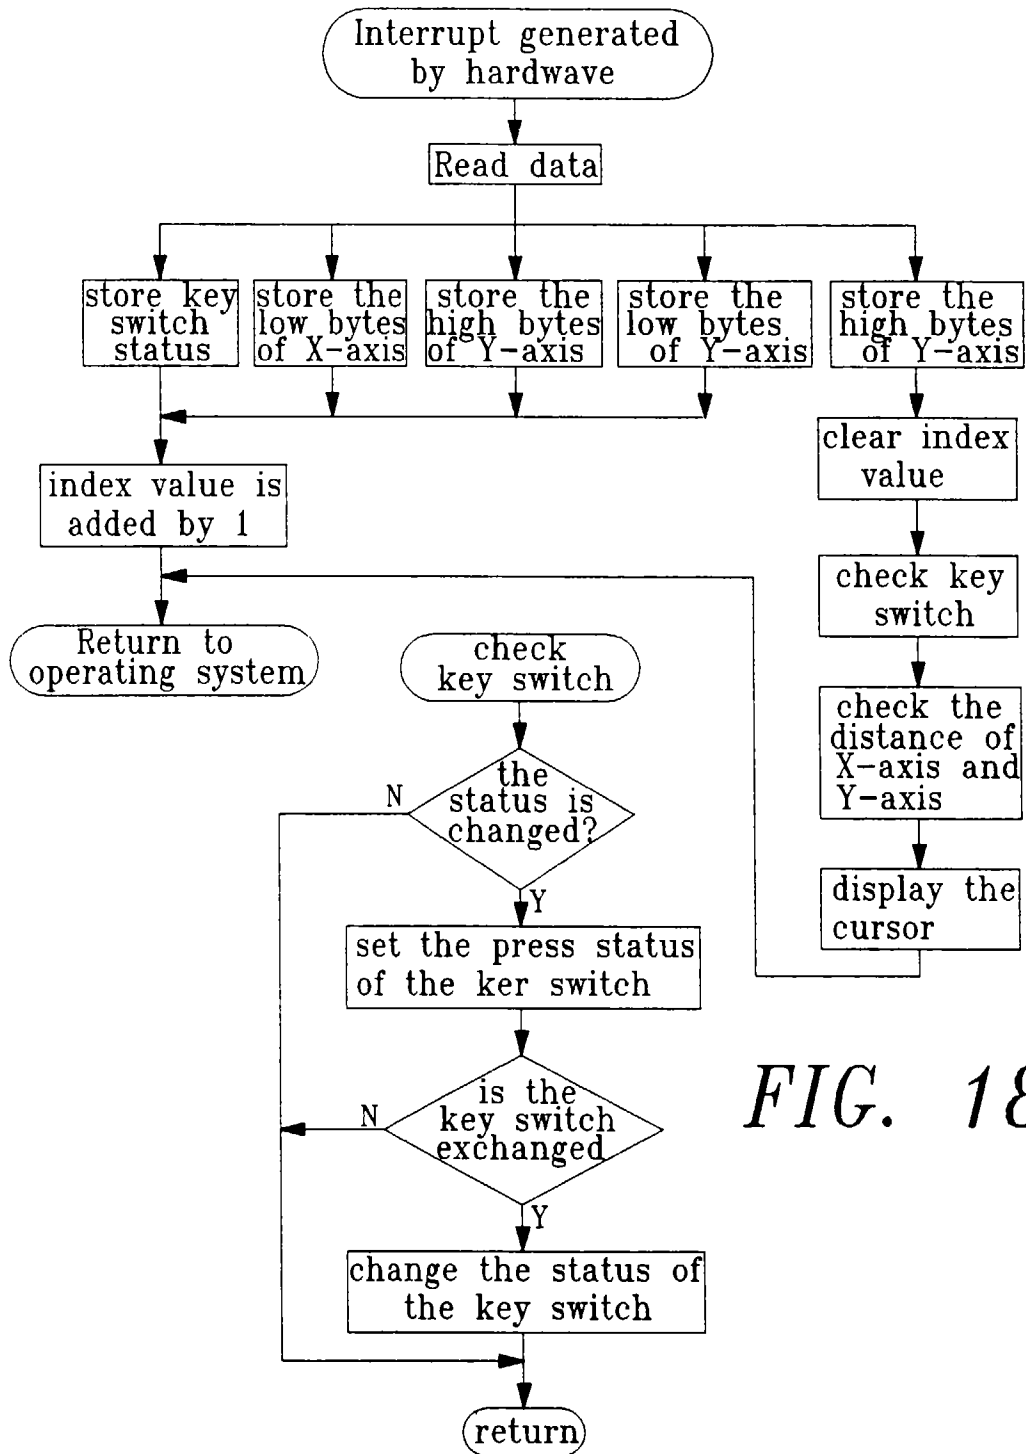 Interrupt generated
by hardwave
Read data
store key
switch
status
store the
low bytes
of X-axis
store the
high bytes
of Y-axis
store the
low bytes
of Y-axis
store the
high bytes
of Y-axis
clear index
value
index value is
added by 1
check key
switch
Return to
operating system
check
key switch
check the
distance of
X-axis and
Y-axis
the
status is
changed?
N
Y
display the
cursor
set the press status
of the ker switch
is the
key switch
exchanged
N
Y
FIG. 18
change the status of
the key switch
return